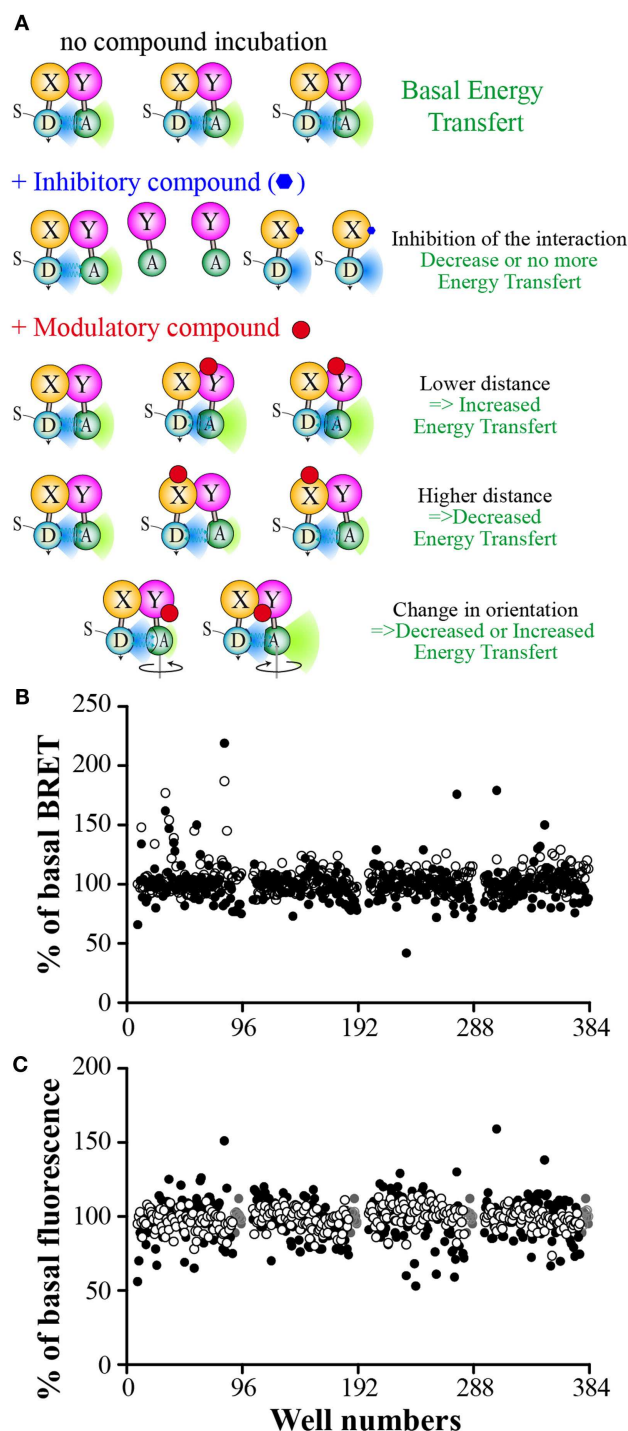 A
no compound incubation
X Y X Y X Y
S D A S D A S D A
Basal Energy
Transfert
+ Inhibitory compound ( )
X Y Y Y X X
S D A A A S D S D
Inhibition of the interaction
Decrease or no more
Energy Transfert
+ Modulatory compound
X Y X Y X Y
S D A S D A S D A
Lower distance
=> Increased
Energy Transfert
X Y X Y X Y
S D A S D A S D A
Higher distance
=>Decreased
Energy Transfert
X Y X Y
S D A S D A
Change in orientation
=>Decreased or Increased
Energy Transfert
B
% of basal BRET
250
200
150
100
50
0
0 96 192 288 384
C
% of basal fluorescence
200
150
100
50
0
0 96 192 288 384
Well numbers